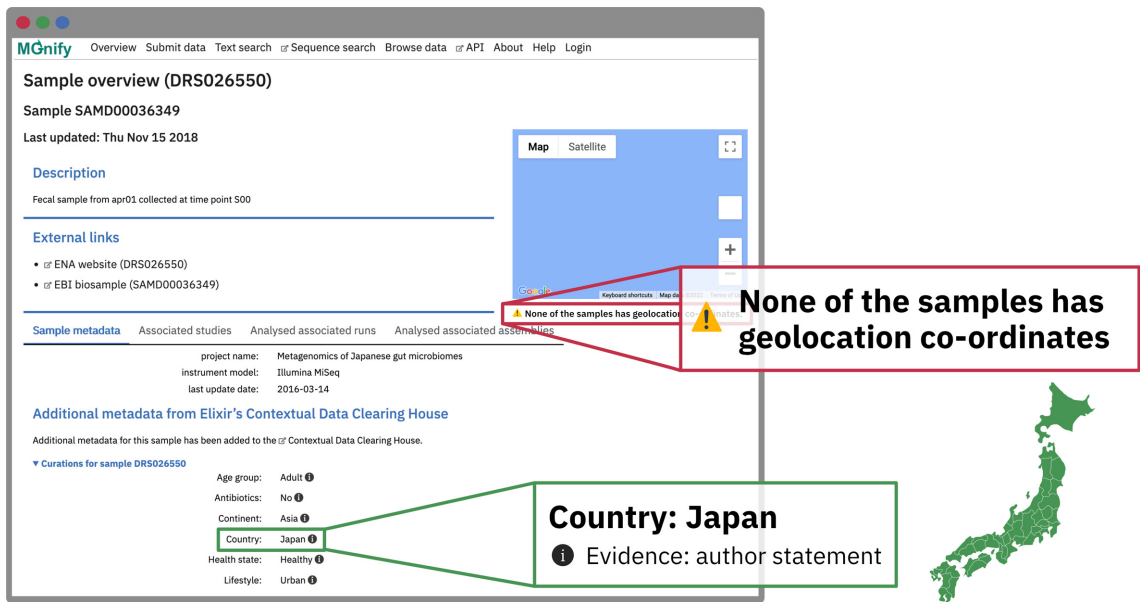 MGnify Overview Submit data Text search Sequence search Browse data API About Help Login
Sample overview (DRS026550)
Sample SAMD00036349
Last updated: Thu Nov 15 2018
Map Satellite
Description
Fecal sample from apr01 collected at time point S00
External links
• ENA website (DRS026550)
• EBI biosample (SAMD00036349)
+
Google
Keyboard shortcuts Map data ©2022 Terms of
None of the samples has geolocation co-ordinates.
None of the samples has
geolocation co-ordinates
Sample metadata Associated studies Analysed associated runs Analysed associated assemblies
project name: Metagenomics of Japanese gut microbiomes
instrument model: Illumina MiSeq
last update date: 2016-03-14
Additional metadata from Elixir's Contextual Data Clearing House
Additional metadata for this sample has been added to the Contextual Data Clearing House.
▾ Curations for sample DRS026550
Age group: Adult
Antibiotics: No
Continent: Asia
Country: Japan
Health state: Healthy
Lifestyle: Urban
Country: Japan
Evidence: author statement